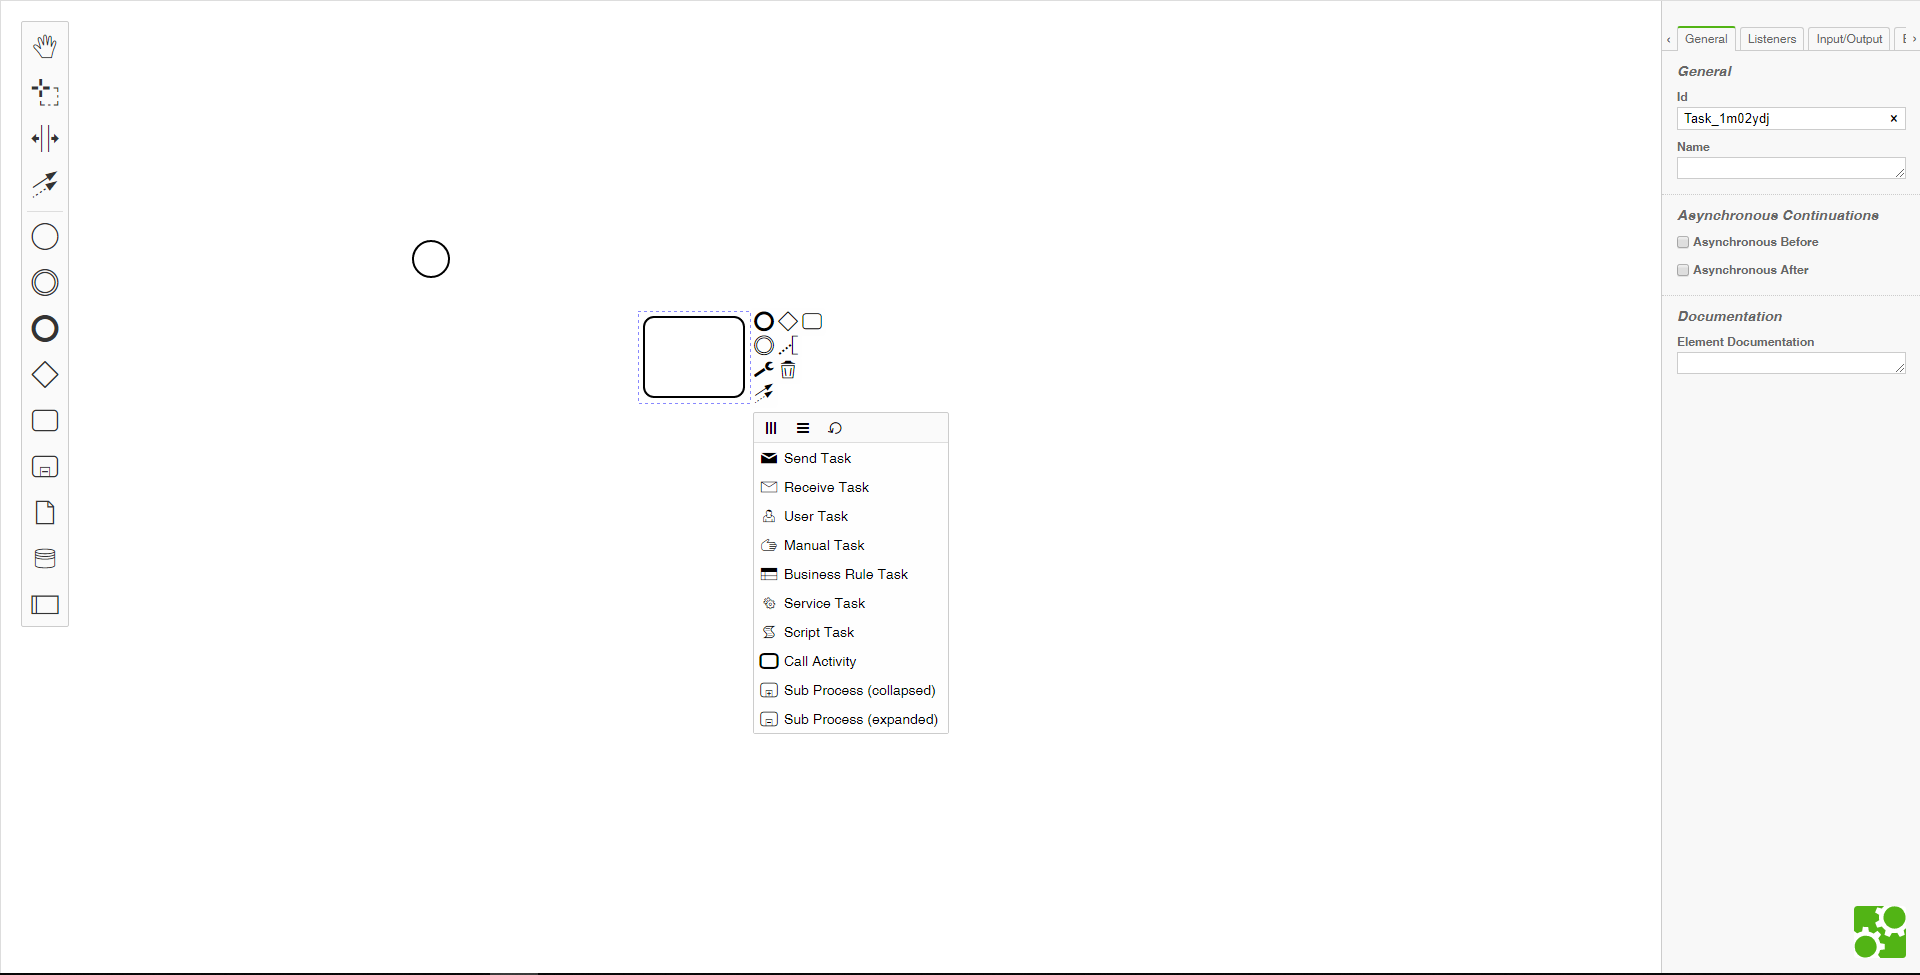 ‹ General Listeners Input/Output E ›
General
Id
Task_1m02ydj ×
Name
Asynchronous Continuations
Asynchronous Before
Asynchronous After
Documentation
Element Documentation
Send Task
Receive Task
User Task
Manual Task
Business Rule Task
Service Task
Script Task
Call Activity
Sub Process (collapsed)
Sub Process (expanded)